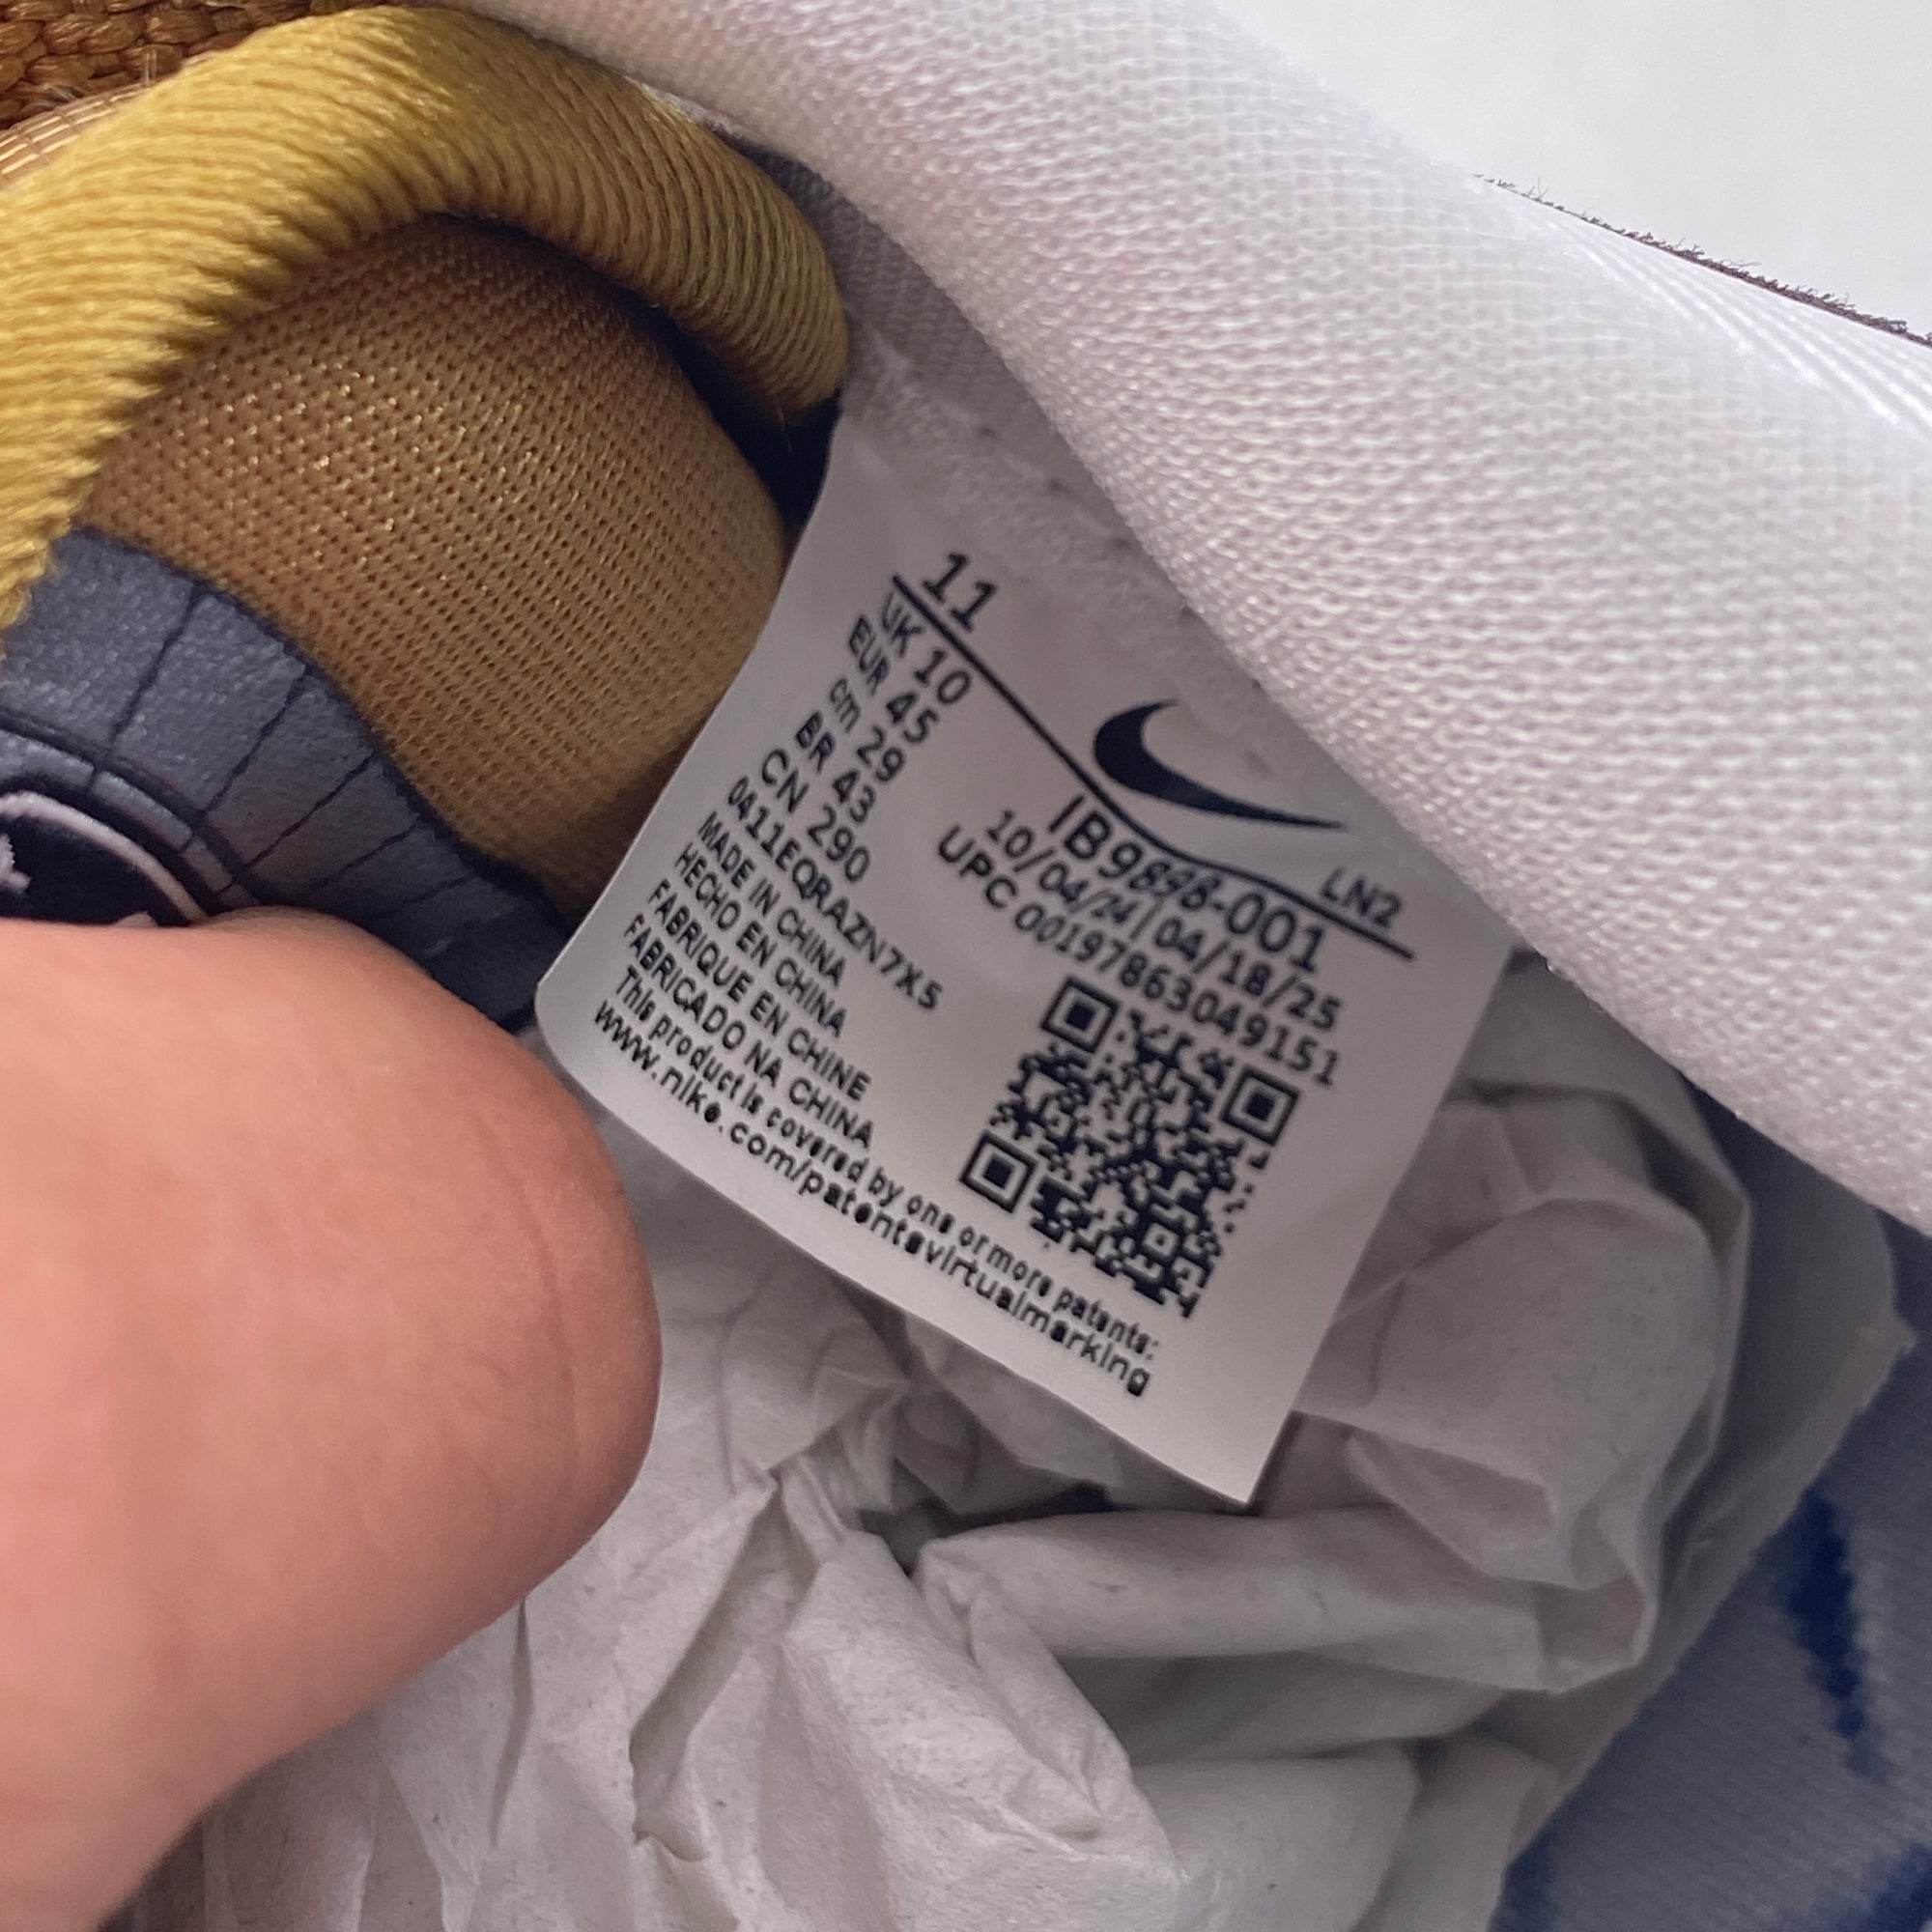 11
UK 10
EUR 45
cm 29
BR 43
CN 290
0411EQRAZN7X5
MADE IN CHINA
HECHO EN CHINA
FABRIQUE EN CHINE
FABRICADO NA CHINA
This product is covered by one or more patents:
www.nike.com/patentsvirtualmarking
LN2
IB9898-001
10/04/24|04/18/25
UPC 00197863049151